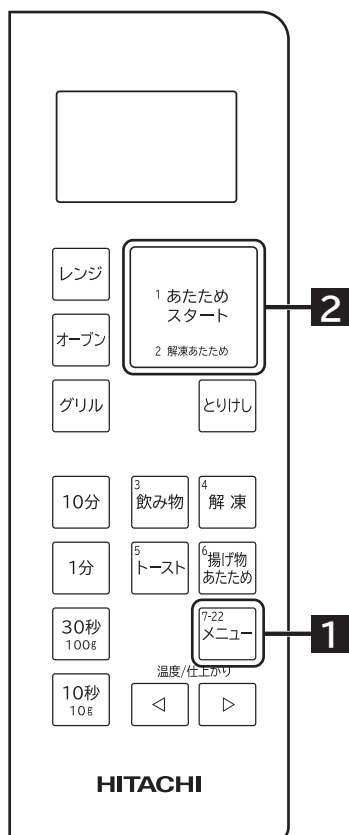 レンジ
1 あたため
スタート
2 解凍あたため
2
オーブン
グリル
とりけし
10分
3
飲み物
4
解凍
1分
5
トースト
6
揚げ物
あたため
30秒
100g
7-22
メニュー
1
温度/仕上がり
10秒
10g
◁
▷
HITACHI